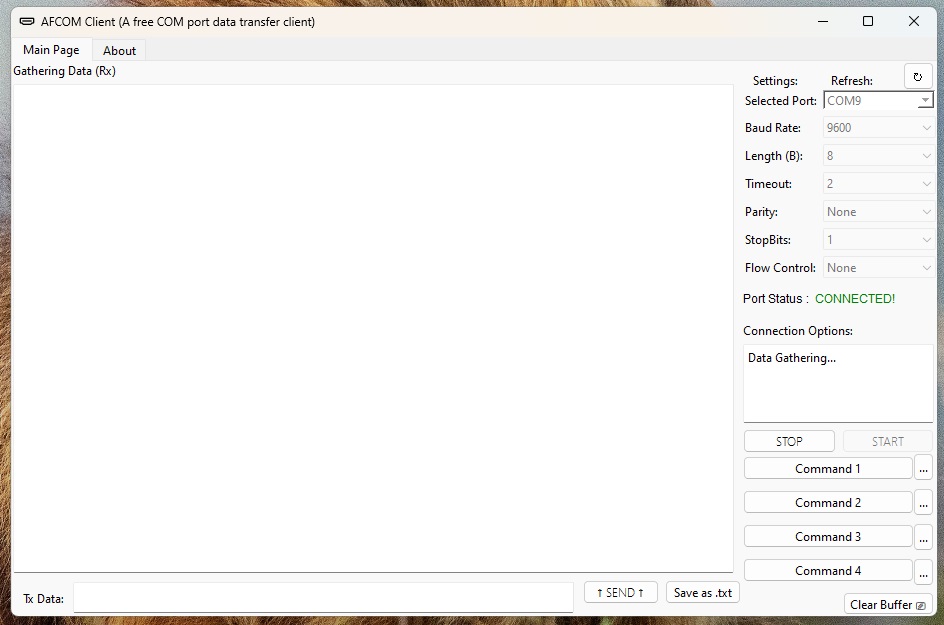 AFCOM Client (A free COM port data transfer client)
Main Page
About
Gathering Data (Rx)
Settings:
Refresh:
↻
Selected Port:
COM9
Baud Rate:
9600
Length (B):
8
Timeout:
2
Parity:
None
StopBits:
1
Flow Control:
None
Port Status : CONNECTED!
Connection Options:
Data Gathering...
STOP
START
Command 1
...
Command 2
...
Command 3
...
Command 4
...
Tx Data:
↑ SEND ↑
Save as .txt
Clear Buffer